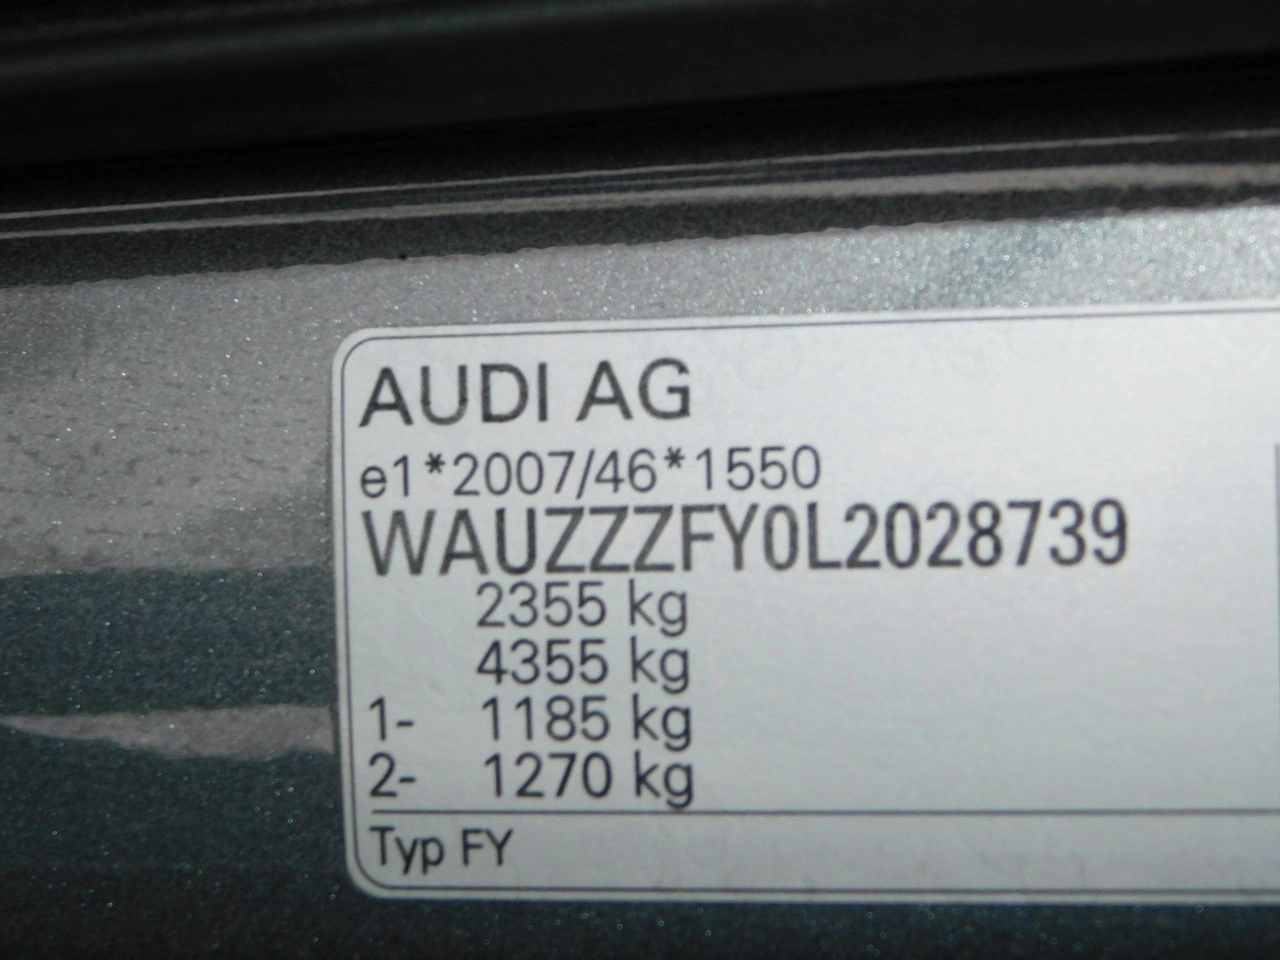 AUDI AG
e1*2007/46*1550
WAUZZZFY0L2028739
2355 kg
4355 kg
1- 1185 kg
2- 1270 kg
Typ FY